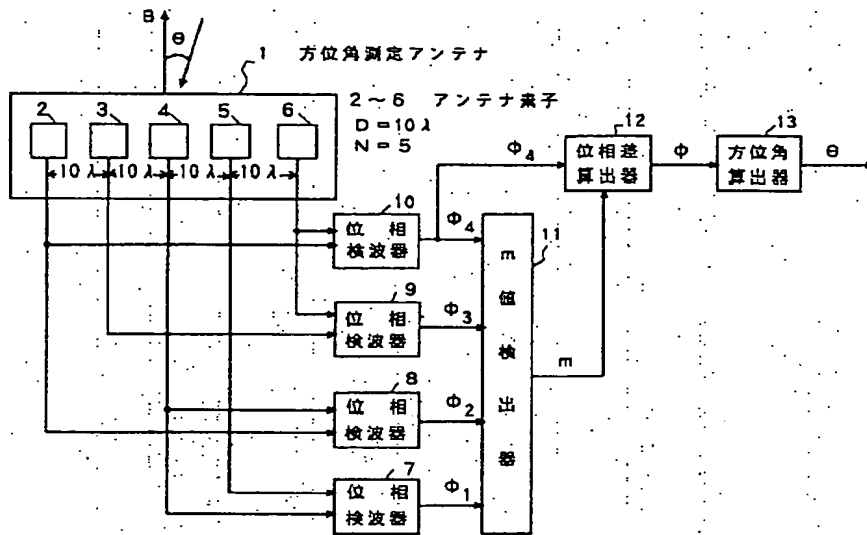 B
θ
1 方位角測定アンテナ
2 3 4 5 6
2～6 アンテナ素子
D=10λ
N=5
10λ 10λ 10λ 10λ
12
位相差
算出器
13
方位角
算出器
Φ4
Φ
θ
10
位相
検波器
Φ4
11
m値検出器
9
位相
検波器
Φ3
m
8
位相
検波器
Φ2
7
位相
検波器
Φ1